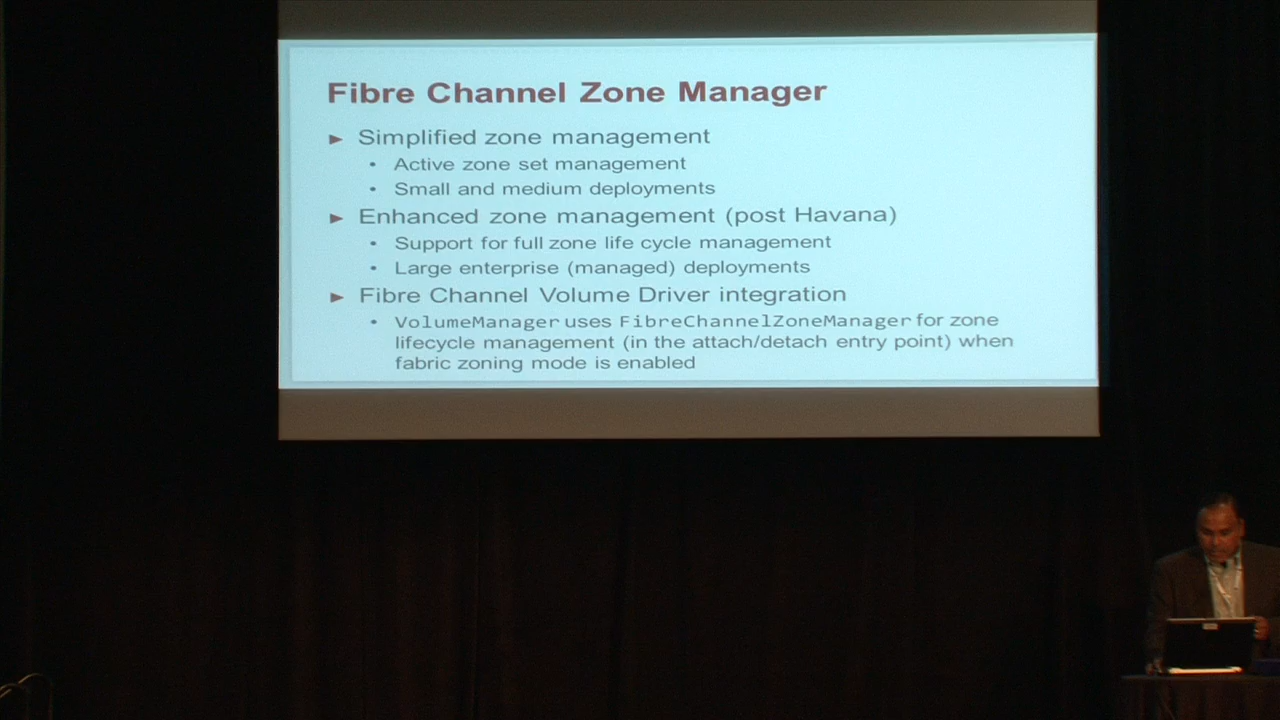 Fibre Channel Zone Manager
► Simplified zone management
• Active zone set management
• Small and medium deployments
► Enhanced zone management (post Havana)
• Support for full zone life cycle management
• Large enterprise (managed) deployments
► Fibre Channel Volume Driver integration
• VolumeManager uses FibreChannelZoneManager for zone
lifecycle management (in the attach/detach entry point) when
fabric zoning mode is enabled